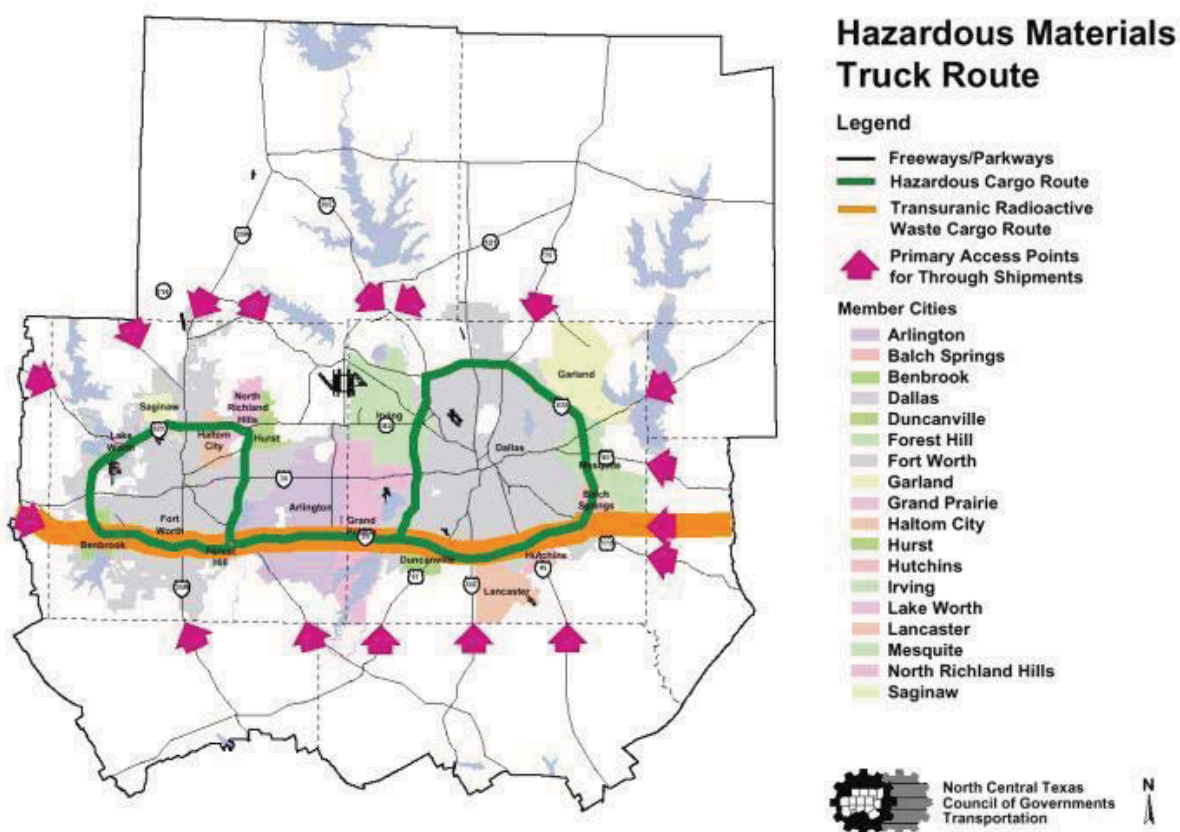 Hazardous Materials
Truck Route
Legend
Freeways/Parkways
Hazardous Cargo Route
Transuranic Radioactive
Waste Cargo Route
Primary Access Points
for Through Shipments
Member Cities
Arlington
Balch Springs
Benbrook
Dallas
Duncanville
Forest Hill
Fort Worth
Garland
Grand Prairie
Haltom City
Hurst
Hutchins
Irving
Lake Worth
Lancaster
Mesquite
North Richland Hills
Saginaw
North Central Texas
Council of Governments
Transportation
N
Garland
North
Richland
Hills
Saginaw
Irving
Lake
Worth
Haltom
City
Hurst
Dallas
Mesquite
Balch
Springs
Arlington
Fort
Worth
Grand
Benbrook
Forest
Hill
Duncanville
Hutchins
Lancaster